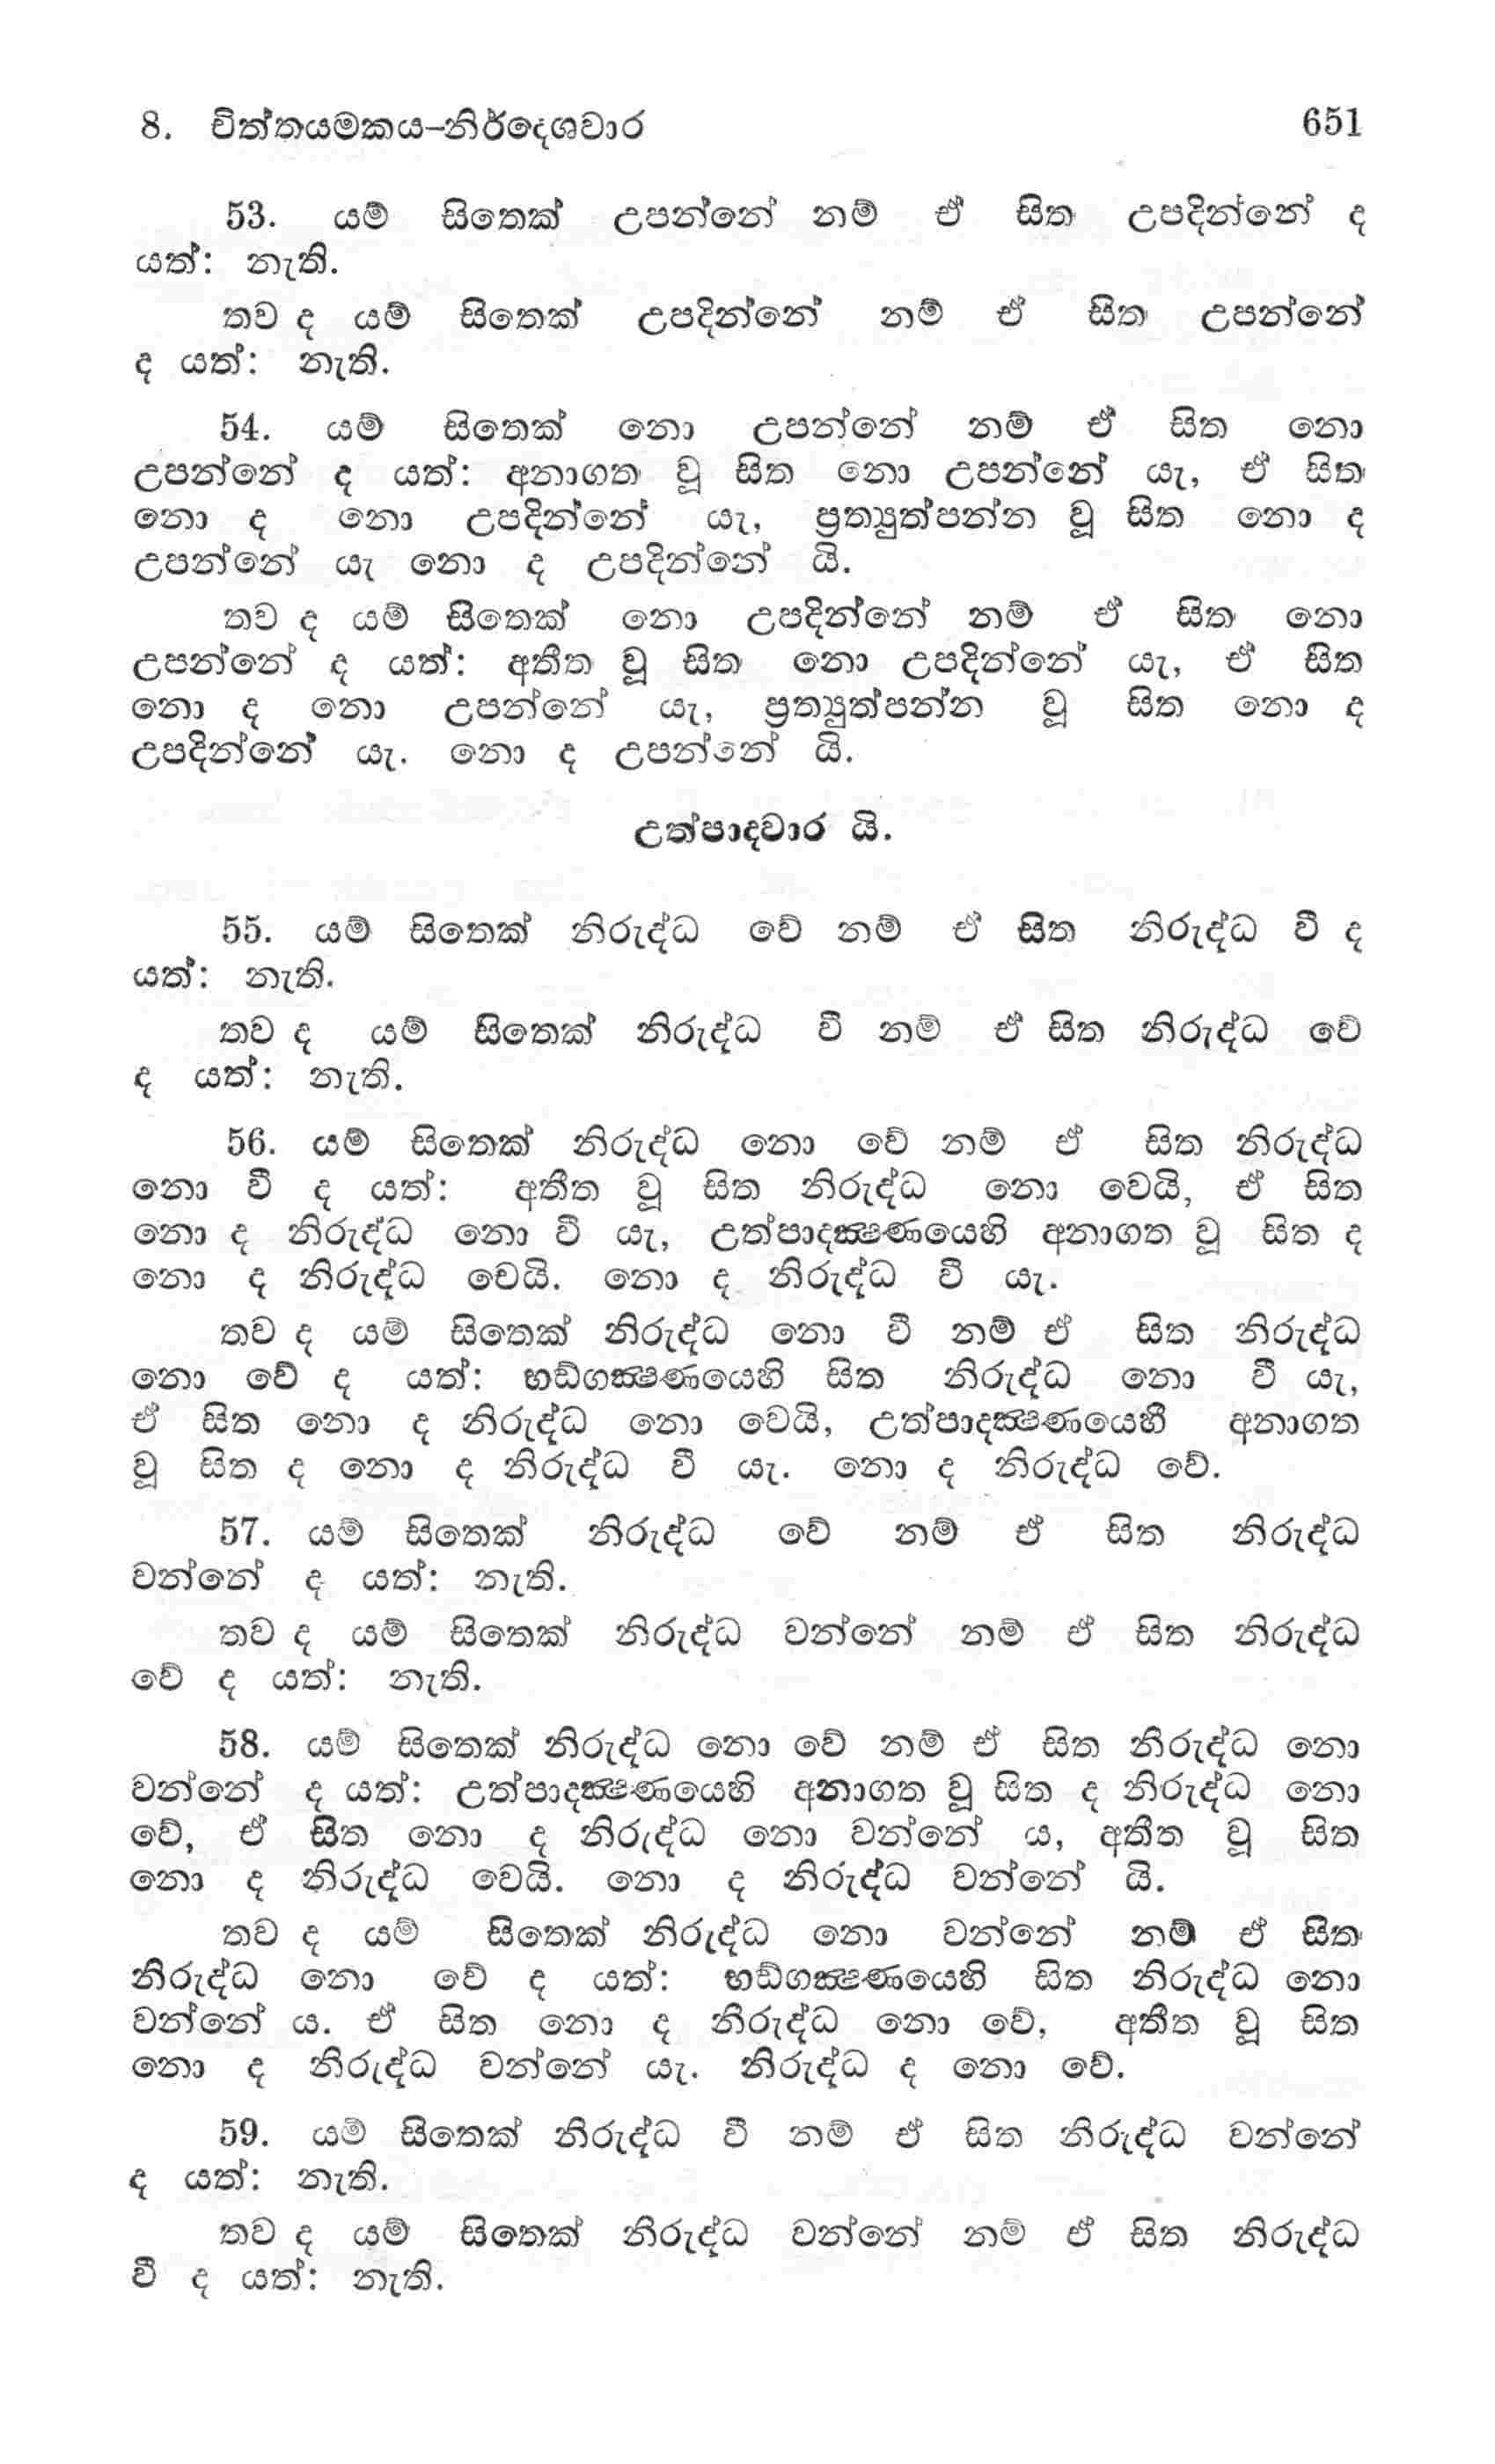 8. චිත්තයමකය-නිර්දෙශවාර 651
53. යම් සිතෙක් උපන්නේ නම් ඒ සිත උපදින්නේ ද
යත්: නැති.
තව ද යම් සිතෙක් උපදින්නේ නම් ඒ සිත උපන්නේ
ද යත්: නැති.
54. යම් සිතෙක් නො උපන්නේ නම් ඒ සිත නො
උපන්නේ ද යත්: අනාගත වූ සිත නො උපන්නේ යැ, ඒ සිත
නො ද නො උපදින්නේ යැ, ප්‍රත්‍යුත්පන්න වූ සිත නො ද
උපන්නේ යැ නො ද උපදින්නේ යි.
තව ද යම් සිතෙක් නො උපදින්නේ නම් ඒ සිත නො
උපන්නේ ද යත්: අතීත වූ සිත නො උපදින්නේ යැ, ඒ සිත
නො ද නො උපන්නේ යැ, ප්‍රත්‍යුත්පන්න වූ සිත නො ද
උපදින්නේ යැ. නො ද උපන්නේ යි.
උත්පාදවාර යි.
55. යම් සිතෙක් නිරුද්ධ වේ නම් ඒ සිත නිරුද්ධ වී ද
යත්: නැති.
තව ද යම් සිතෙක් නිරුද්ධ වී නම් ඒ සිත නිරුද්ධ වේ
ද යත්: නැති.
56. යම් සිතෙක් නිරුද්ධ නො වේ නම් ඒ සිත නිරුද්ධ
නො වී ද යත්: අතීත වූ සිත නිරුද්ධ නො වෙයි, ඒ සිත
නො ද නිරුද්ධ නො වී යැ, උත්පාදක්‍ෂණයෙහි අනාගත වූ සිත ද
නො ද නිරුද්ධ වෙයි. නො ද නිරුද්ධ වී යැ.
තව ද යම් සිතෙක් නිරුද්ධ නො වී නම් ඒ සිත නිරුද්ධ
නො වේ ද යත්: භඩ්ගක්‍ෂණයෙහි සිත නිරුද්ධ නො වී යැ,
ඒ සිත නො ද නිරුද්ධ නො වෙයි, උත්පාදක්‍ෂණයෙහී අනාගත
වූ සිත ද නො ද නිරුද්ධ වී යැ. නො ද නිරුද්ධ වේ.
57. යම් සිතෙක් නිරුද්ධ වේ නම් ඒ සිත නිරුද්ධ
වන්නේ ද යත්: නැති.
තව ද යම් සිතෙක් නිරුද්ධ වන්නේ නම් ඒ සිත නිරුද්ධ
වේ ද යත්: නැති.
58. යම් සිතෙක් නිරුද්ධ නො වේ නම් ඒ සිත නිරුද්ධ නො
වන්නේ ද යත්: උත්පාදක්‍ෂණයෙහි අනාගත වූ සිත ද නිරුද්ධ නො
වේ, ඒ සිත නො ද නිරුද්ධ නො වන්නේ ය, අතීත වූ සිත
නො ද නිරුද්ධ වෙයි. නො ද නිරුද්ධ වන්නේ යි.
තව ද යම් සිතෙක් නිරුද්ධ නො වන්නේ නම් ඒ සිත
නිරුද්ධ නො වේ ද යත්: භඩ්ගක්‍ෂණයෙහි සිත නිරුද්ධ නො
වන්නේ ය. ඒ සිත නො ද නිරුද්ධ නො වේ, අතීත වූ සිත
නො ද නිරුද්ධ වන්නේ යැ. නිරුද්ධ ද නො වේ.
59. යම් සිතෙක් නිරුද්ධ වී නම් ඒ සිත නිරුද්ධ වන්නේ
ද යත්: නැති.
තව ද යම් සිතෙක් නිරුද්ධ වන්නේ නම් ඒ සිත නිරුද්ධ
වී ද යත්: නැති.